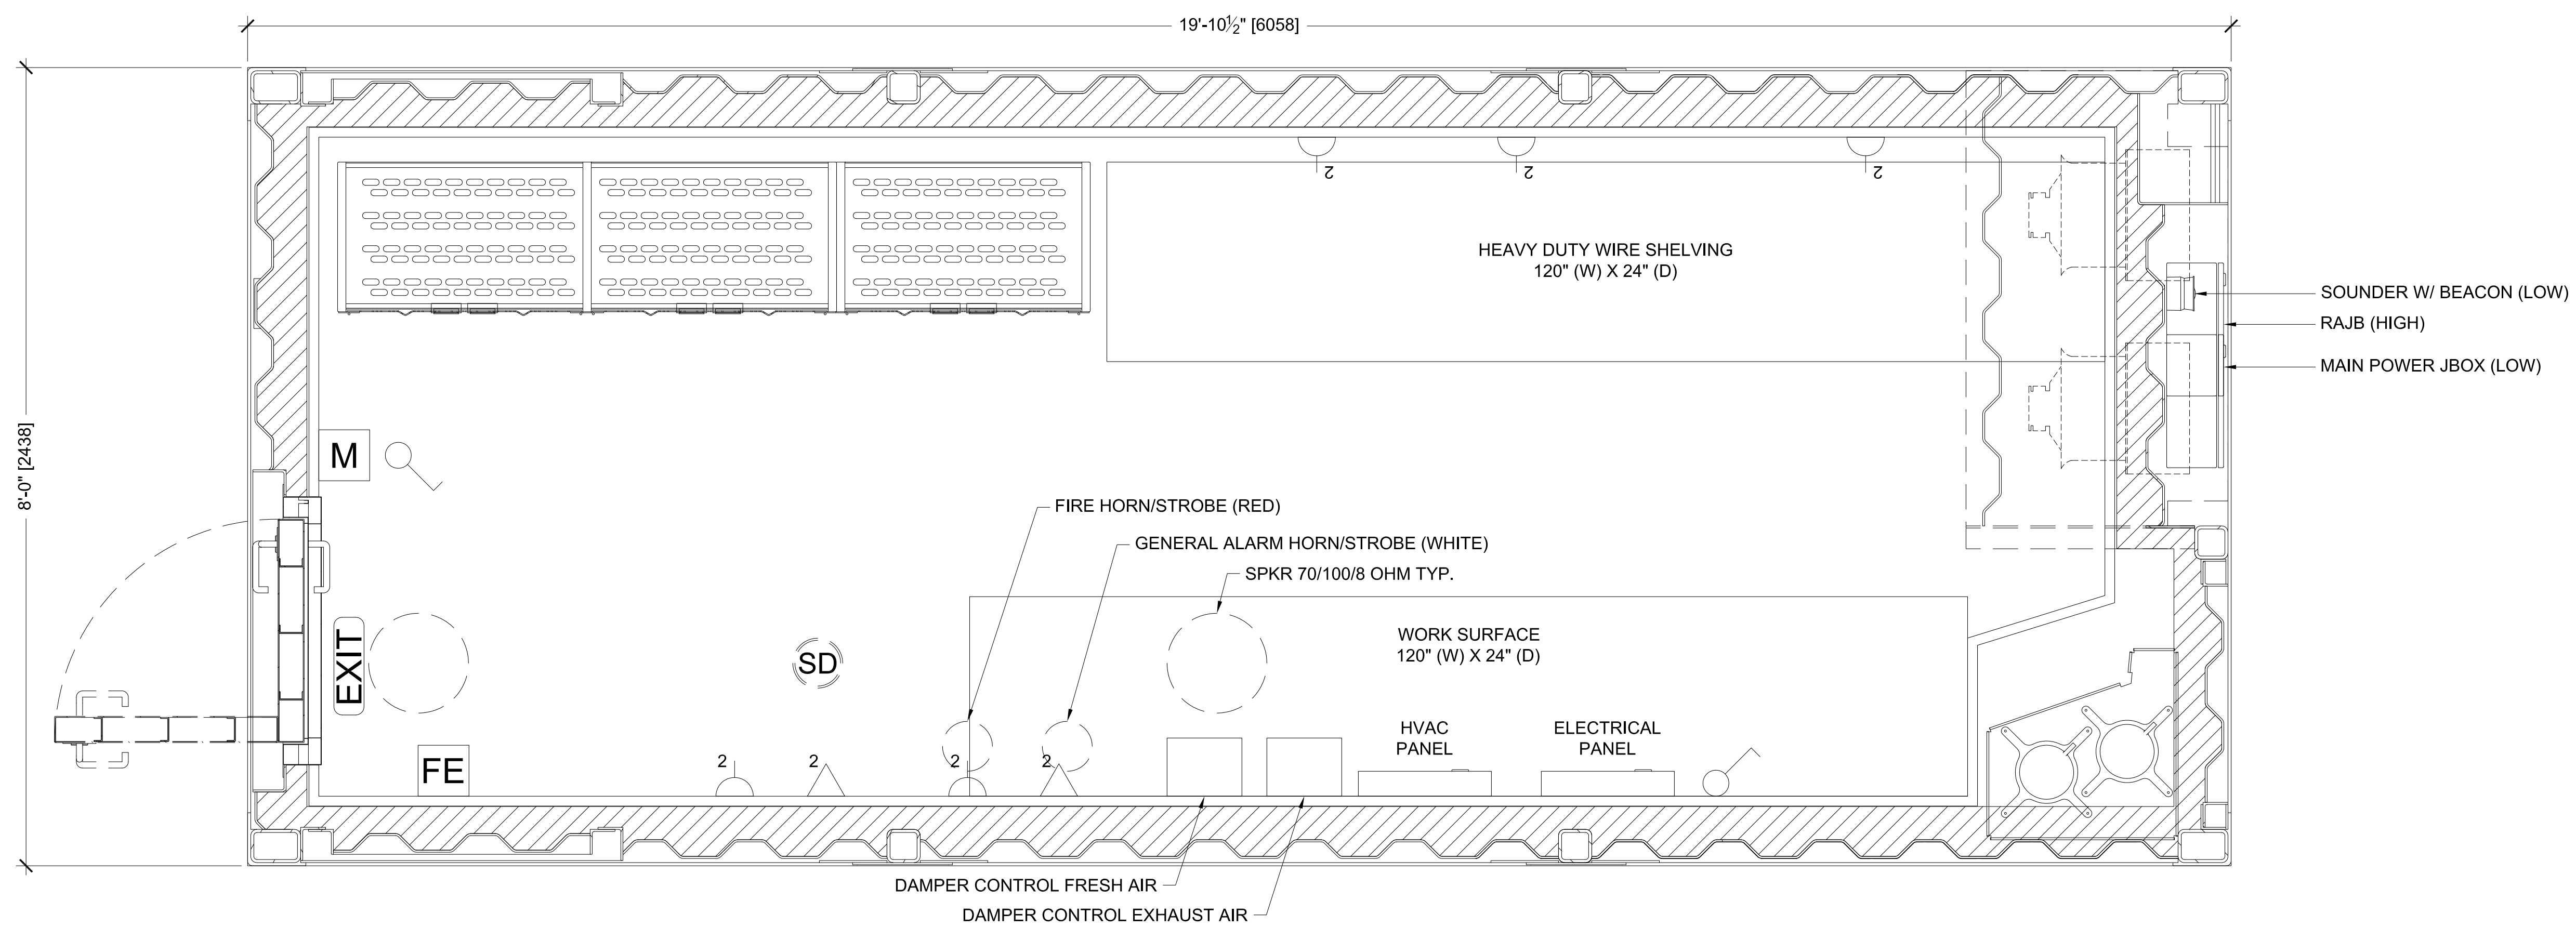 19'-10½" [6058]
8'-0" [2438]
2
2
2
HEAVY DUTY WIRE SHELVING
120" (W) X 24" (D)
SOUNDER W/ BEACON (LOW)
RAJB (HIGH)
MAIN POWER JBOX (LOW)
M
FIRE HORN/STROBE (RED)
GENERAL ALARM HORN/STROBE (WHITE)
SPKR 70/100/8 OHM TYP.
EXIT
SD
WORK SURFACE
120" (W) X 24" (D)
HVAC
PANEL
ELECTRICAL
PANEL
FE
2
2
2
2
DAMPER CONTROL FRESH AIR
DAMPER CONTROL EXHAUST AIR